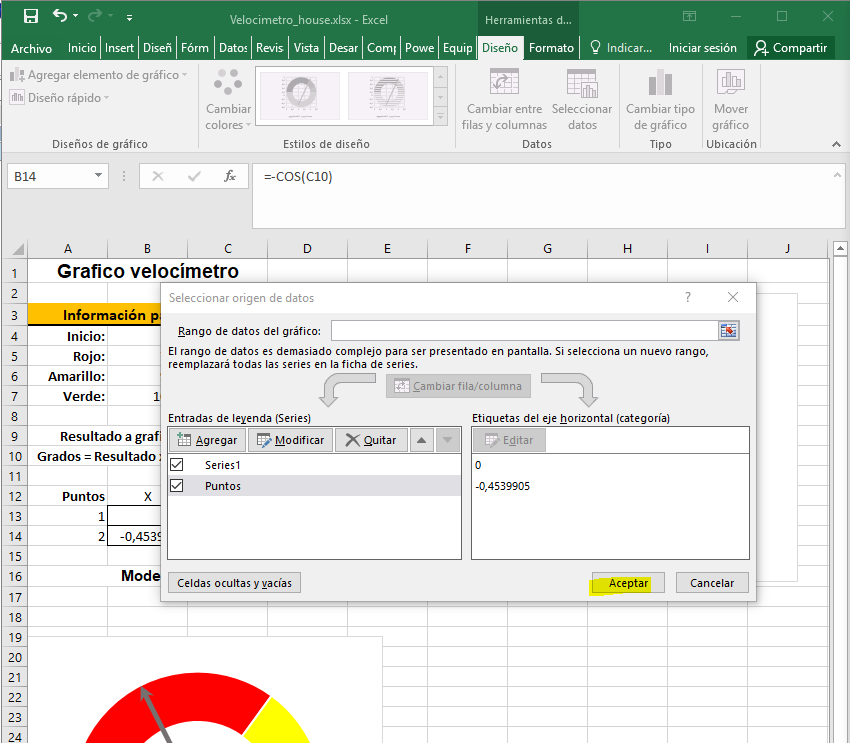 Velocimetro_house.xlsx - Excel
Herramientas d...
Archivo Inicio Insert Diseñ Fórm Datos Revis Vista Desar Comp Powe Equip Diseño Formato Indicar... Iniciar sesión Compartir
Agregar elemento de gráfico
Diseño rápido
Cambiar
colores
Cambiar entre
filas y columnas
Seleccionar
datos
Cambiar tipo
de gráfico
Mover
gráfico
Diseños de gráfico Estilos de diseño Datos Tipo Ubicación
B14 fx =-COS(C10)
A B C D E F G H I J
1 Grafico velocímetro
2
3 Información pa
4 Inicio:
5 Rojo:
6 Amarillo:
7 Verde: 10
8
9 Resultado a grafi
10 Grados = Resultado x
11
12 Puntos X
13 1
14 2 -0,4539
15
16 Mode
17
18
19
20
21
22
23
24
Seleccionar origen de datos ?
Rango de datos del gráfico:
El rango de datos es demasiado complejo para ser presentado en pantalla. Si selecciona un nuevo rango,
reemplazará todas las series en la ficha de series.
Cambiar fila/columna
Entradas de leyenda (Series)
Agregar Modificar Quitar
Series1
Puntos
Etiquetas del eje horizontal (categoría)
Editar
0
-0,4539905
Celdas ocultas y vacías Aceptar Cancelar